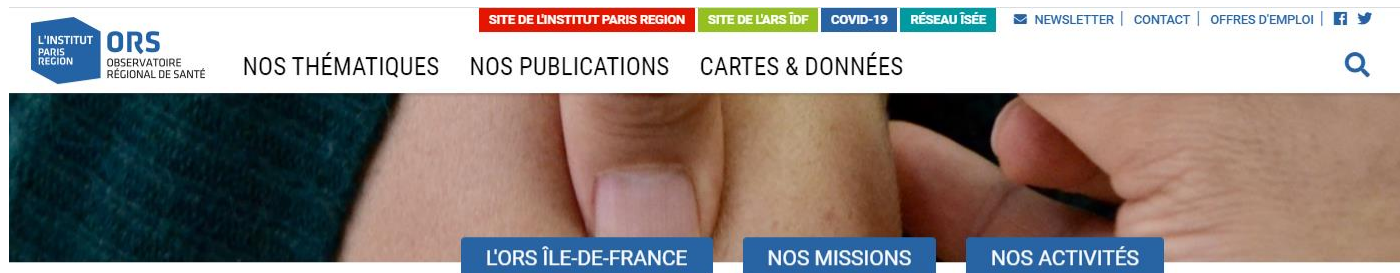 SITE DE L'INSTITUT PARIS REGION
SITE DE L'ARS ÎDF
COVID-19
RÉSEAU ÎSÉE
NEWSLETTER
CONTACT
OFFRES D'EMPLOI
L'INSTITUT
PARIS
REGION
ORS
OBSERVATOIRE
RÉGIONAL DE SANTÉ
NOS THÉMATIQUES
NOS PUBLICATIONS
CARTES & DONNÉES
L'ORS ÎLE-DE-FRANCE
NOS MISSIONS
NOS ACTIVITÉS